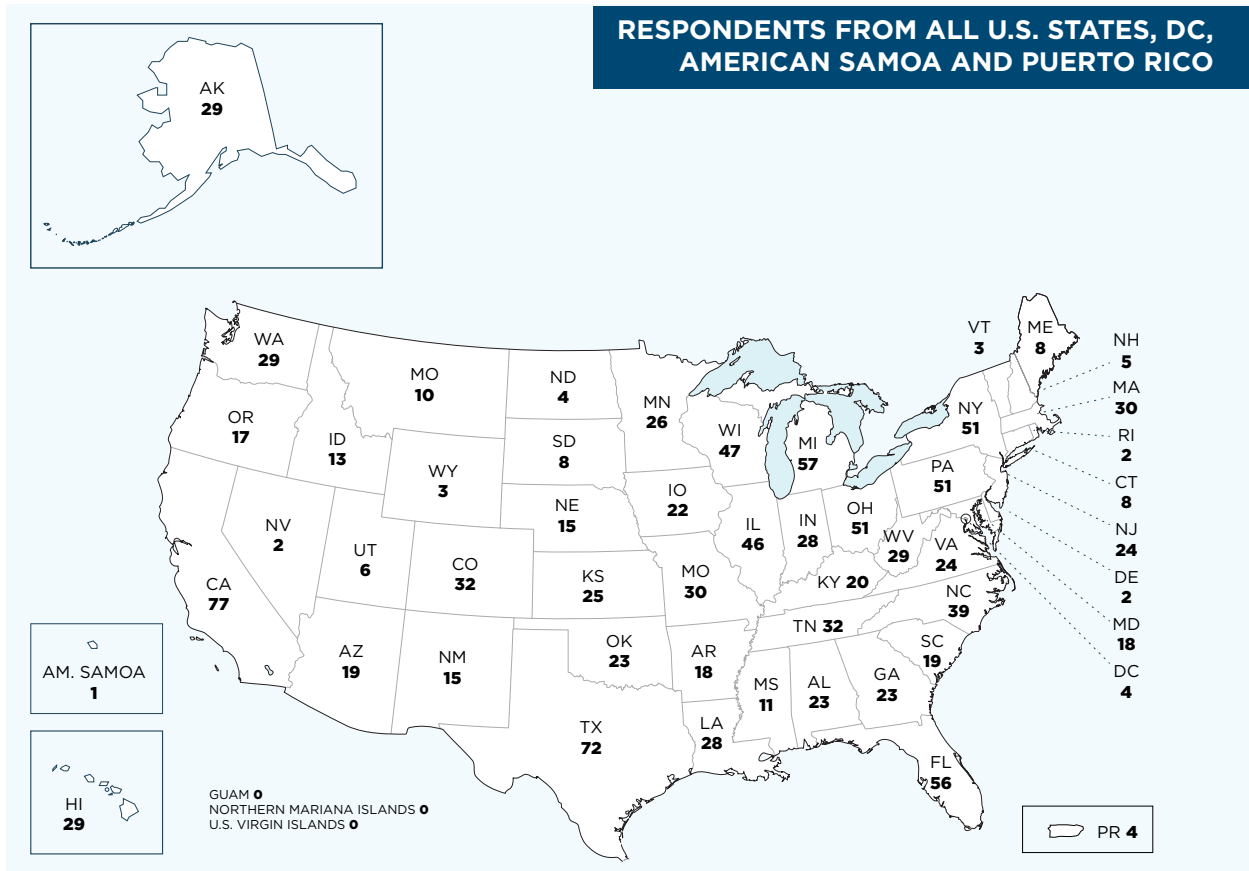 RESPONDENTS FROM ALL U.S. STATES, DC,
AMERICAN SAMOA AND PUERTO RICO
AK
29
WA
29
OR
17
ID
13
MO
10
WY
3
NV
2
UT
6
CO
32
CA
77
AZ
19
NM
15
ND
4
SD
8
NE
15
KS
25
OK
23
TX
72
MN
26
IO
22
MO
30
AR
18
LA
28
WI
47
IL
46
MI
57
IN
28
OH
51
KY 20
TN 32
MS
11
AL
23
GA
23
FL
56
SC
19
NC
39
VA
24
WV
29
PA
51
NY
51
VT
3
ME
8
NH
5
MA
30
RI
2
CT
8
NJ
24
DE
2
MD
18
DC
4
AM. SAMOA
1
HI
29
GUAM 0
NORTHERN MARIANA ISLANDS 0
U.S. VIRGIN ISLANDS 0
PR 4